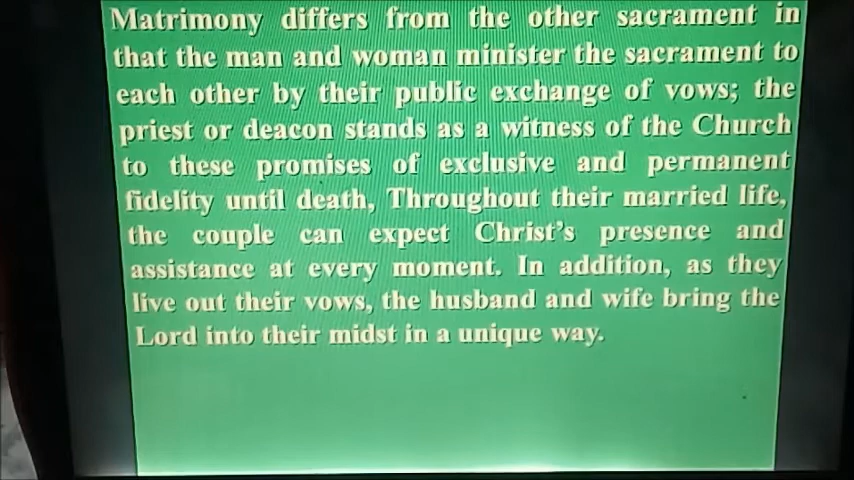 Matrimony differs from the other sacrament in
that the man and woman minister the sacrament to
each other by their public exchange of vows; the
priest or deacon stands as a witness of the Church
to these promises of exclusive and permanent
fidelity until death, Throughout their married life,
the couple can expect Christ's presence and
assistance at every moment. In addition, as they
live out their vows, the husband and wife bring the
Lord into their midst in a unique way.